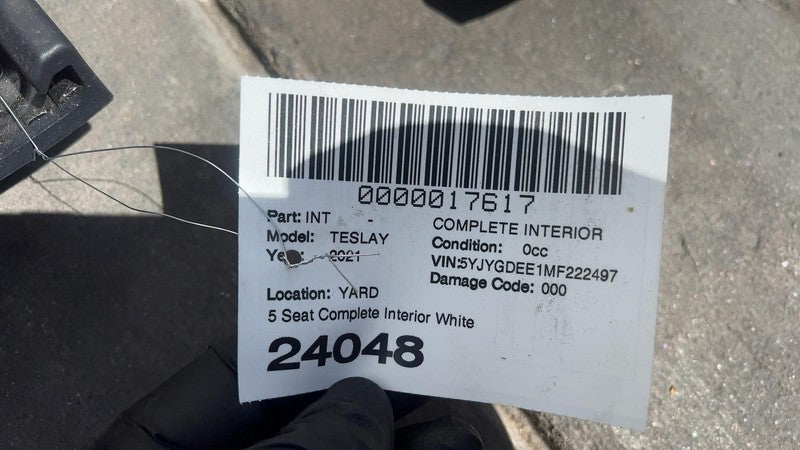 0000017617
Part: INT -
COMPLETE INTERIOR
Model: TESLAY
Condition: 0cc
2021
VIN:5YJYGDEE1MF222497
Damage Code: 000
Location: YARD
5 Seat Complete Interior White
24048